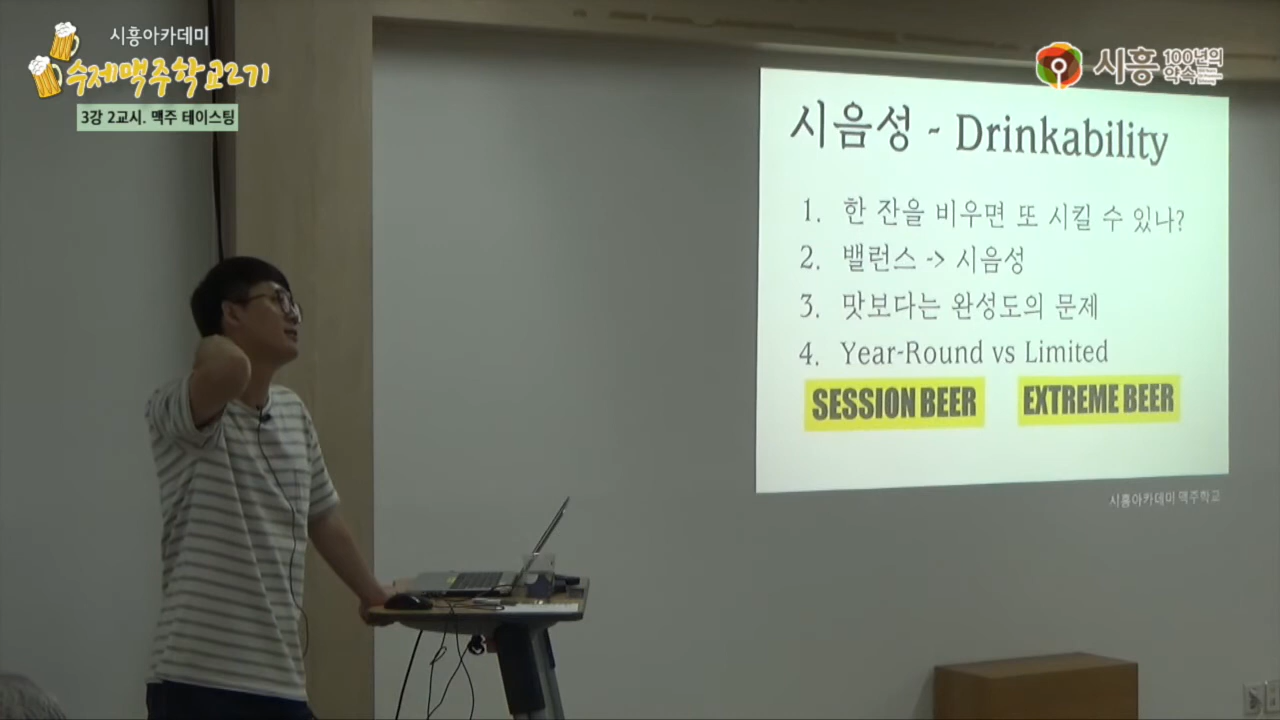 시흥아카데미
수제맥주학교2기
3강 2교시. 맥주 테이스팅
시흥 100년의 약속
시음성 - Drinkability
1. 한 잔을 비우면 또 시킬 수 있나?
2. 밸런스 -> 시음성
3. 맛보다는 완성도의 문제
4. Year-Round vs Limited
SESSION BEER EXTREME BEER
시흥아카데미 맥주학교